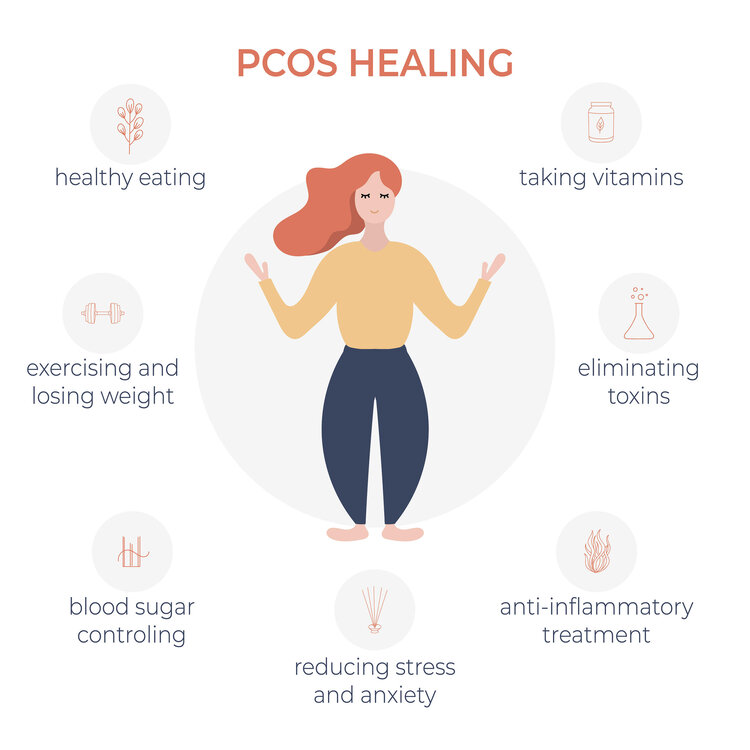 PCOS HEALING
healthy eating
taking vitamins
exercising and
losing weight
eliminating
toxins
blood sugar
controling
anti-inflammatory
treatment
reducing stress
and anxiety